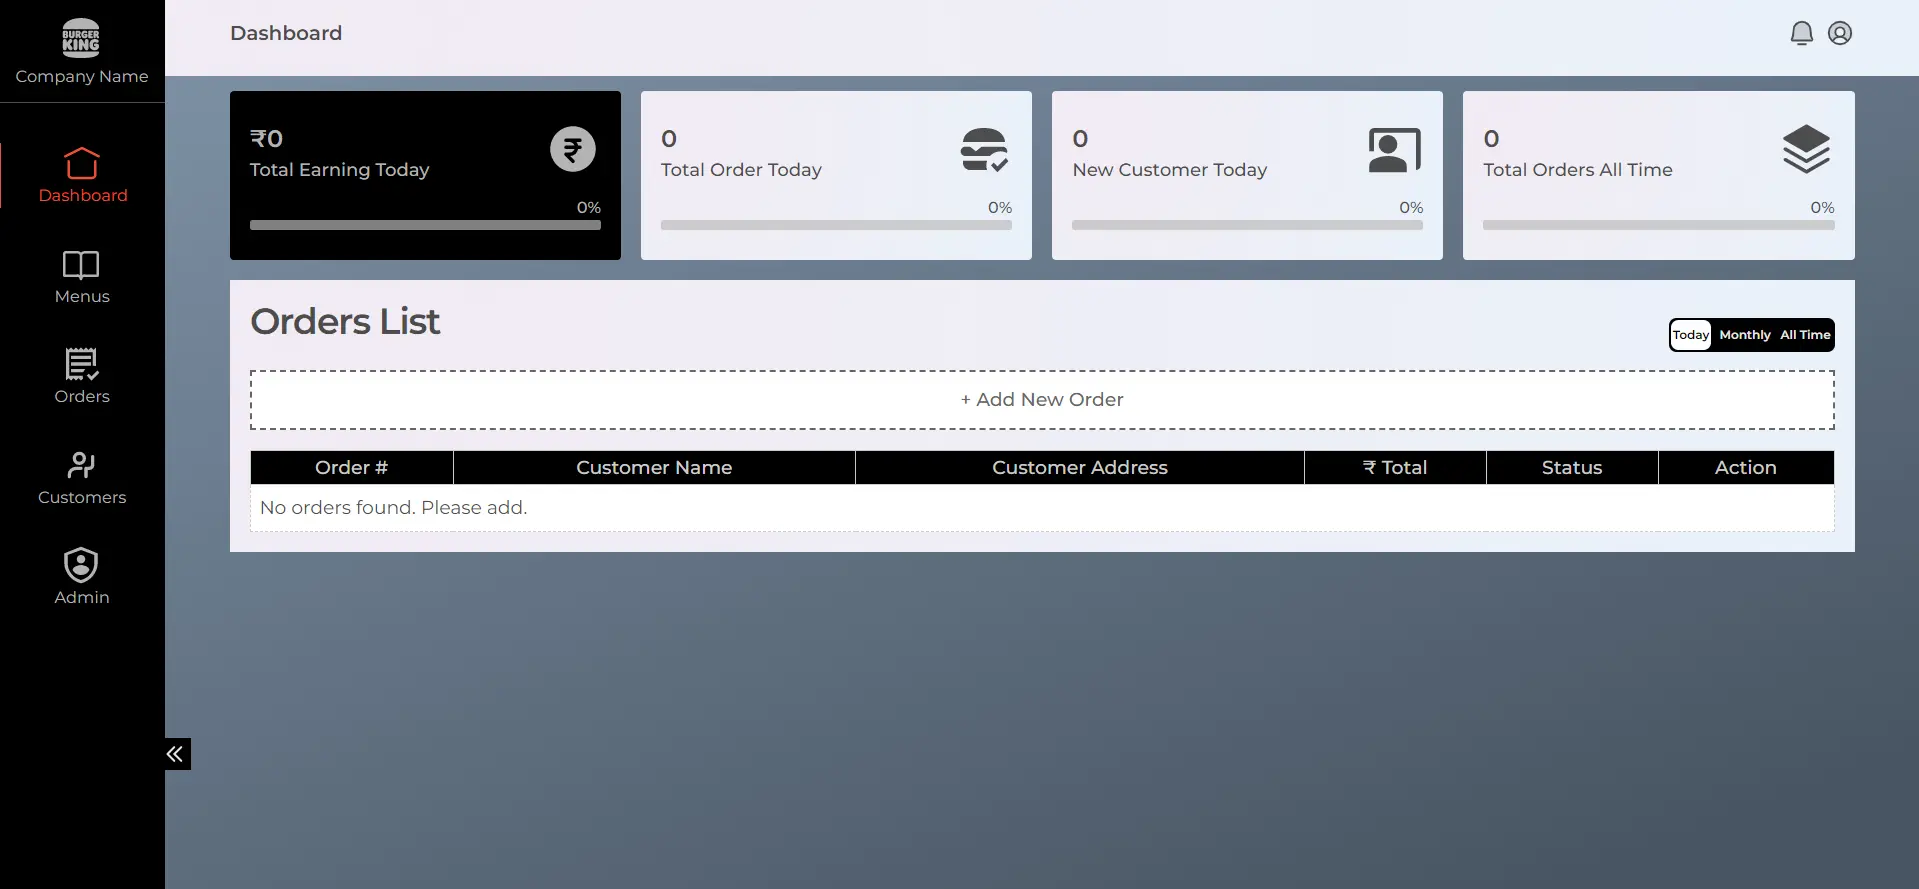 BURGER
KING
Company Name
Dashboard
Menus
Orders
Customers
Admin
Dashboard
₹0
Total Earning Today
0%
0
Total Order Today
0%
0
New Customer Today
0%
0
Total Orders All Time
0%
Orders List
Today Monthly All Time
+ Add New Order
Order # Customer Name Customer Address ₹ Total Status Action
No orders found. Please add.